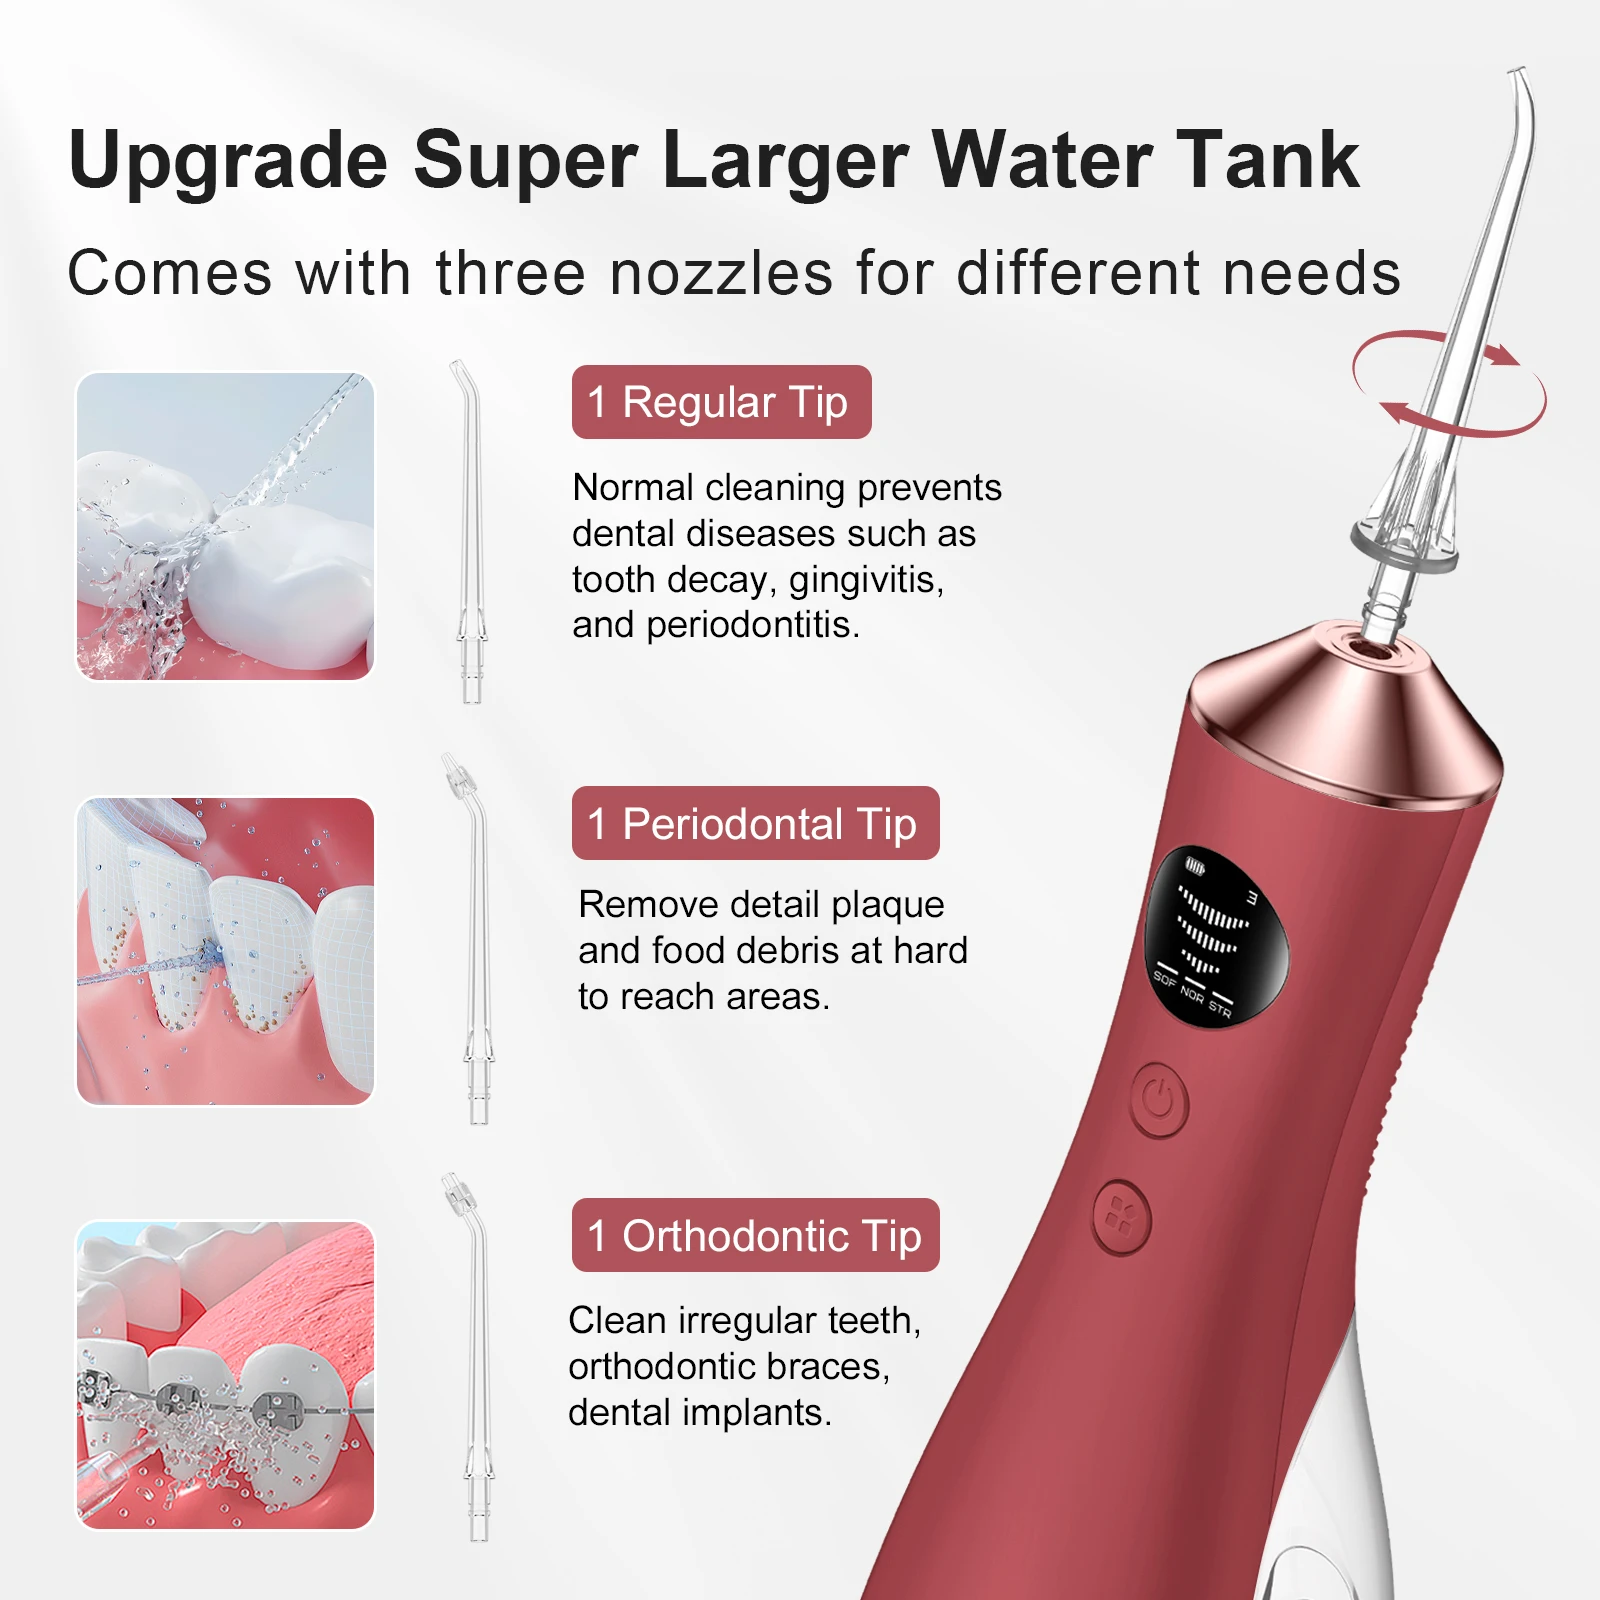 Upgrade Super Larger Water Tank
Comes with three nozzles for different needs
1 Regular Tip
Normal cleaning prevents
dental diseases such as
tooth decay, gingivitis,
and periodontitis.
1 Periodontal Tip
Remove detail plaque
and food debris at hard
to reach areas.
1 Orthodontic Tip
Clean irregular teeth,
orthodontic braces,
dental implants.
SOF NOR STR